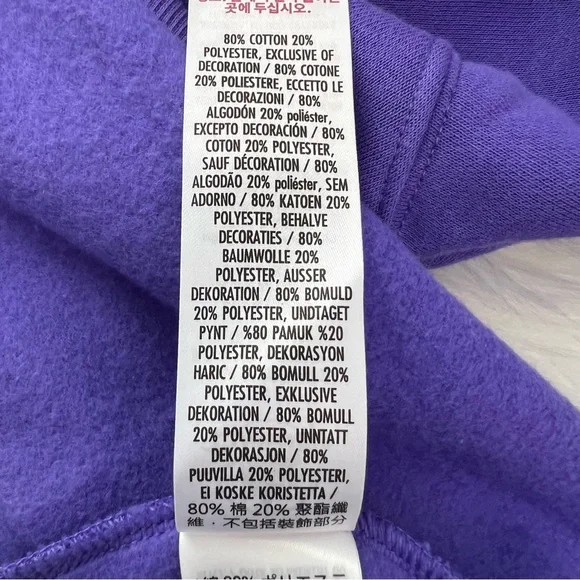 곳에 두십시오.
80% COTTON 20%
POLYESTER, EXCLUSIVE OF
DECORATION / 80% COTONE
20% POLIESTERE, ECCETTO LE
DECORAZIONI / 80%
ALGODÓN 20% poliéster,
EXCEPTO DECORACIÓN / 80%
COTON 20% POLYESTER,
SAUF DÉCORATION / 80%
ALGODÃO 20% poliéster, SEM
ADORNO / 80% KATOEN 20%
POLYESTER, BEHALVE
DECORATIES / 80%
BAUMWOLLE 20%
POLYESTER, AUSSER
DEKORATION / 80% BOMULD
20% POLYESTER, UNDTAGET
PYNT / %80 PAMUK %20
POLYESTER, DEKORASYON
HARIC / 80% BOMULL 20%
POLYESTER, EXKLUSIVE
DEKORATION / 80% BOMULL
20% POLYESTER, UNNTATT
DEKORASJON / 80%
PUUVILLA 20% POLYESTERI,
EI KOSKE KORISTETTA /
80% 棉 20% 聚酯纖
維，不包括裝飾部分